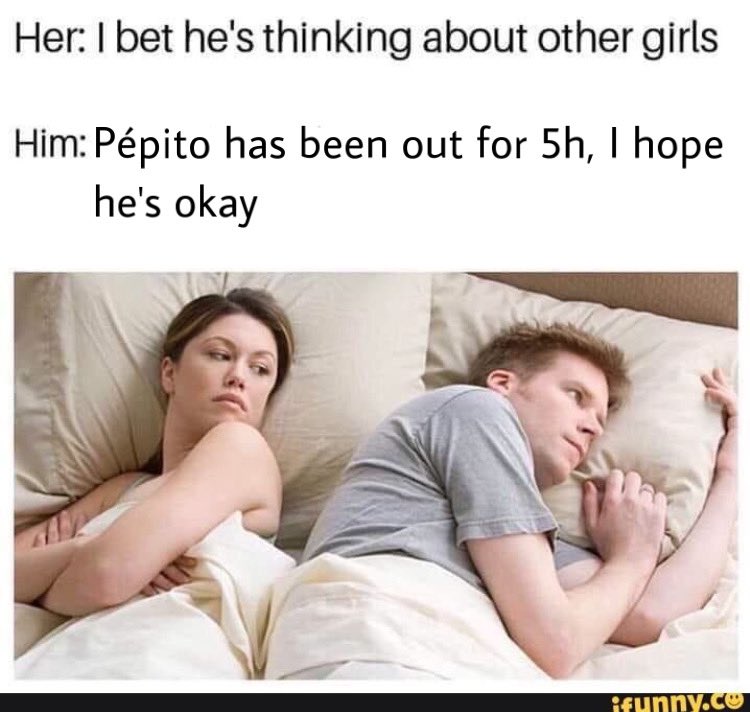 Her: I bet he's thinking about other girls
Him: Pépito has been out for 5h, I hope
he's okay
ifunny.co